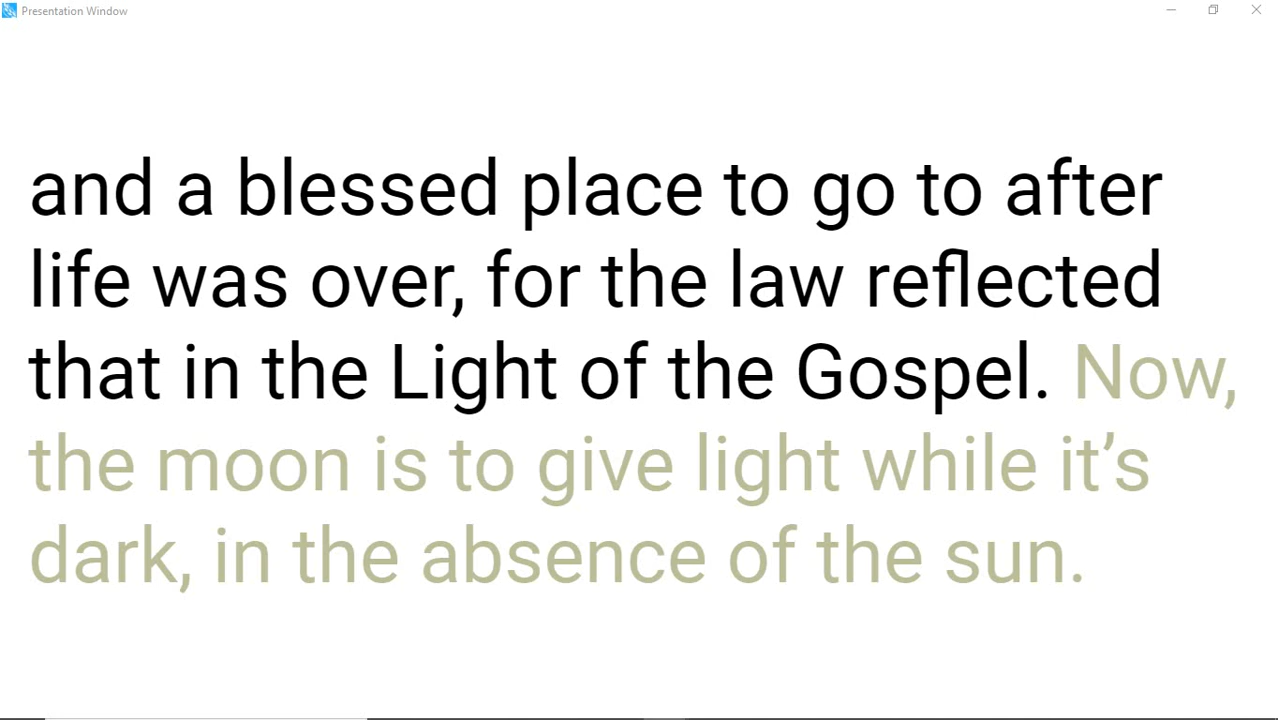 Presentation Window
and a blessed place to go to after
life was over, for the law reflected
that in the Light of the Gospel. Now,
the moon is to give light while it’s
dark, in the absence of the sun.